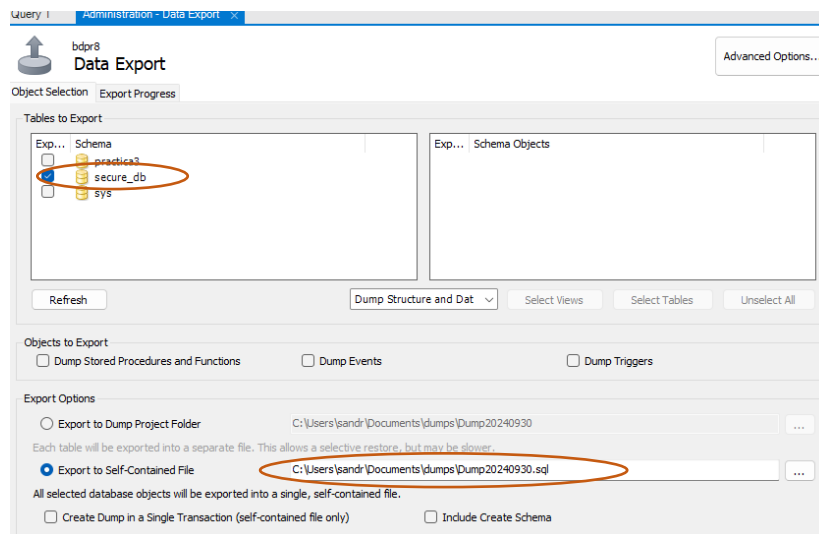 Query 1 Administration - Data Export ×
bdpr8
Data Export
Advanced Options...
Object Selection Export Progress
Tables to Export
Exp... Schema
practica3
secure_db
sys
Exp... Schema Objects
Refresh Dump Structure and Dat Select Views Select Tables Unselect All
Objects to Export
Dump Stored Procedures and Functions Dump Events Dump Triggers
Export Options
Export to Dump Project Folder C:\Users\sandr\Documents\dumps\Dump20240930 ...
Each table will be exported into a separate file. This allows a selective restore, but may be slower.
Export to Self-Contained File C:\Users\sandr\Documents\dumps\Dump20240930.sql ...
All selected database objects will be exported into a single, self-contained file.
Create Dump in a Single Transaction (self-contained file only) Include Create Schema